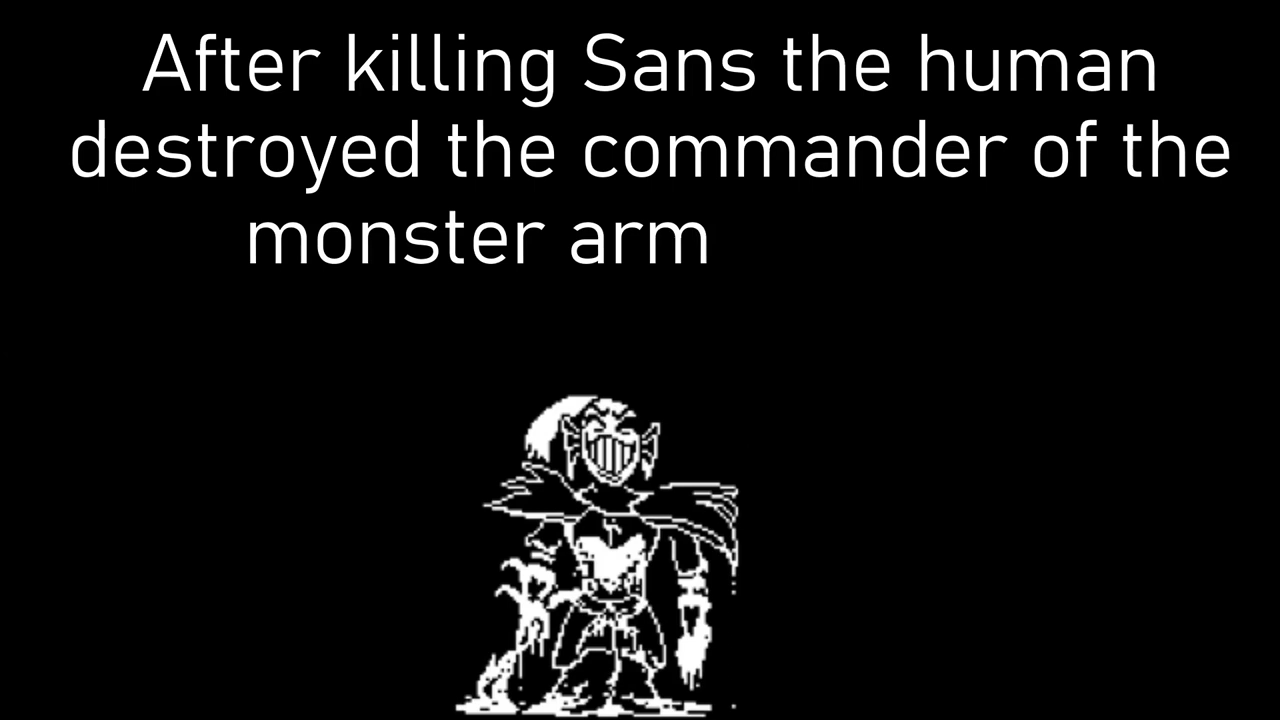 After killing Sans the human
destroyed the commander of the
monster arm